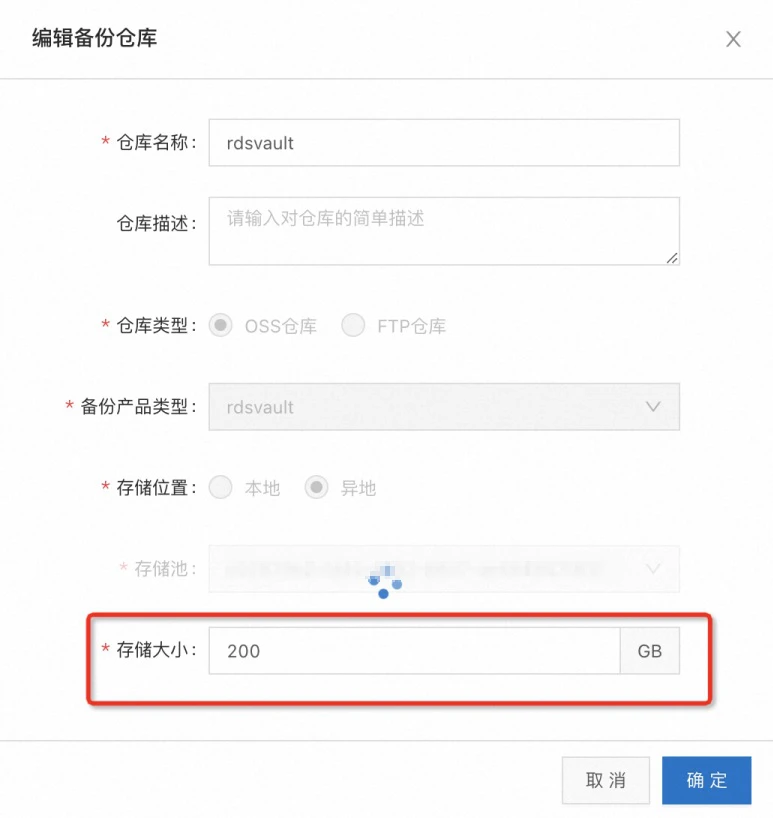 编辑备份仓库
* 仓库名称: rdsvault
仓库描述: 请输入对仓库的简单描述
* 仓库类型: OSS仓库 FTP仓库
* 备份产品类型: rdsvault
* 存储位置: 本地 异地
* 存储池:
* 存储大小: 200 GB
取 消 确 定